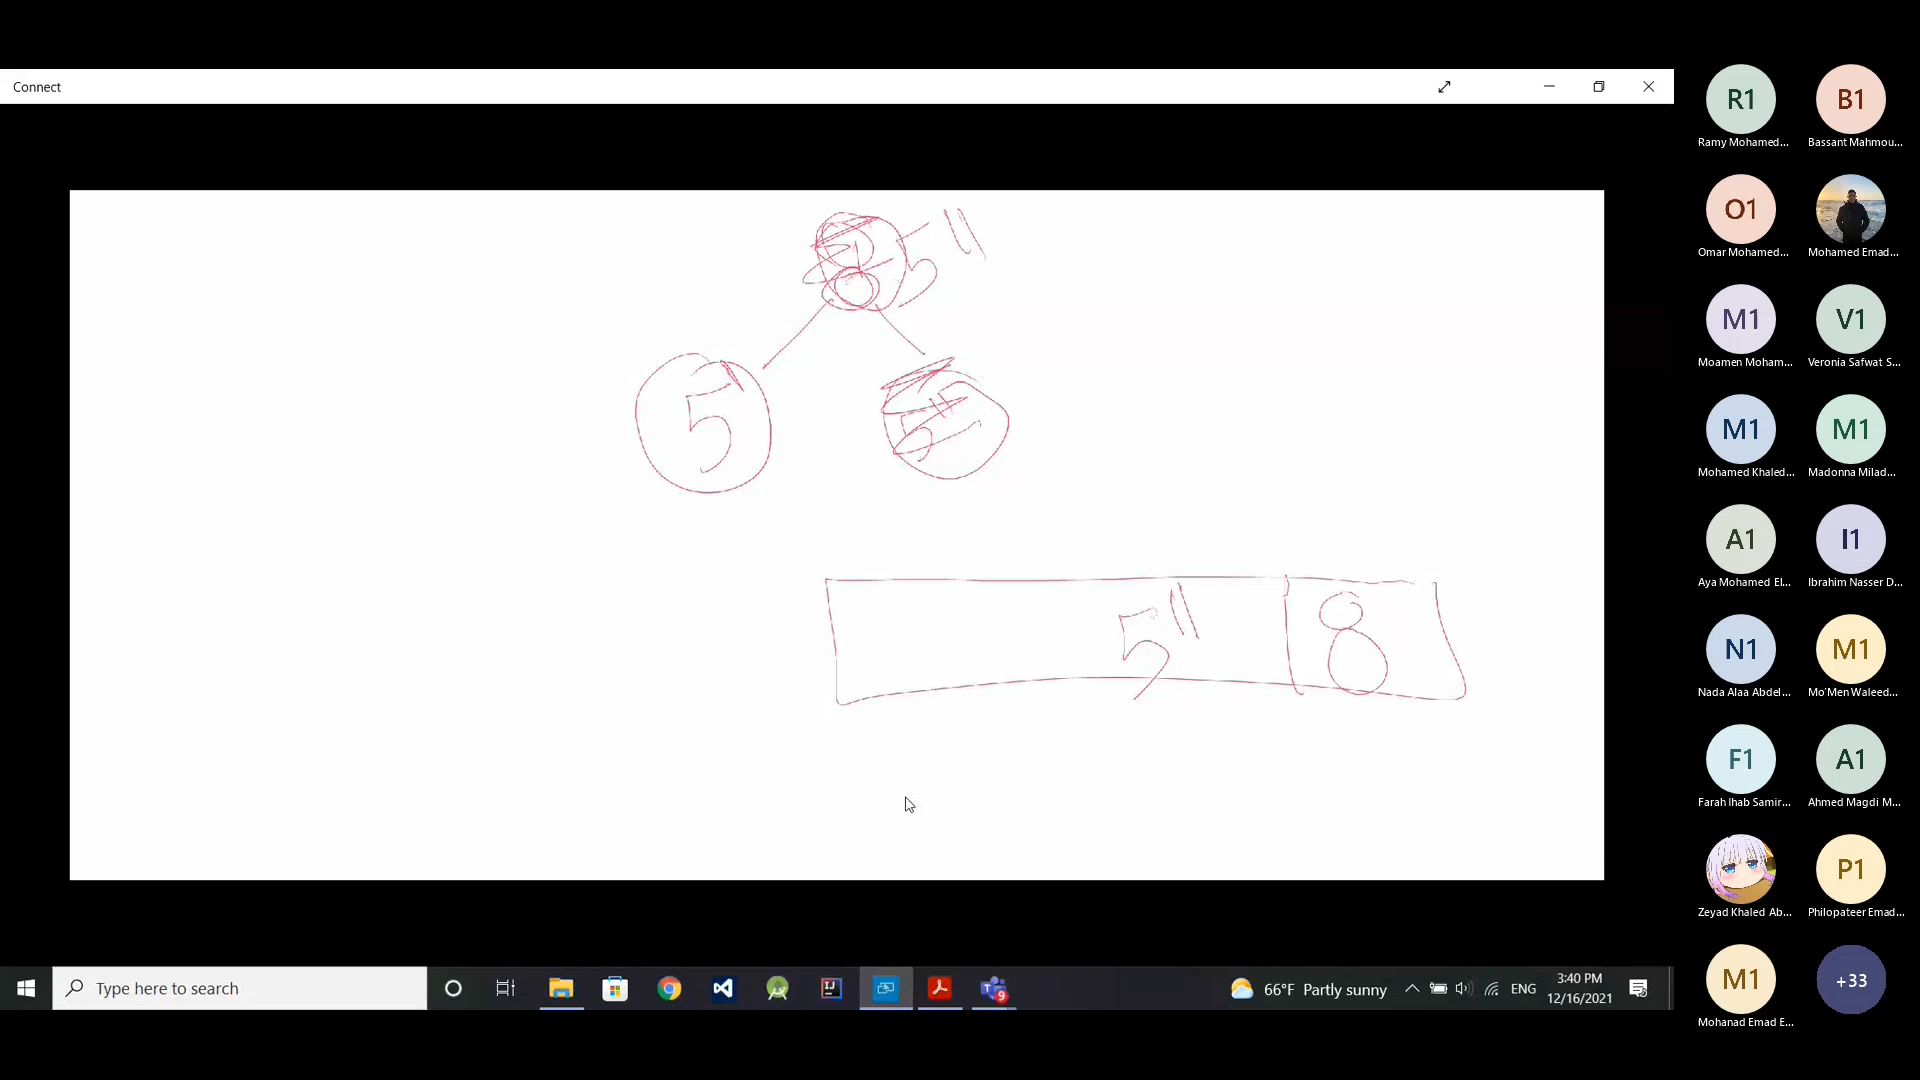 Connect
R1
B1
Ramy Mohamed...
Bassant Mahmou...
O1
Omar Mohamed...
Mohamed Emad...
M1
V1
Moamen Moham...
Veronia Safwat S...
M1
M1
Mohamed Khaled...
Madonna Milad...
A1
I1
Aya Mohamed El...
Ibrahim Nasser D...
N1
M1
Nada Alaa Abdel...
Mo'Men Waleed...
F1
A1
Farah Ihab Samir...
Ahmed Magdi M...
P1
Zeyad Khaled Ab...
Philopateer Emad...
M1
+33
Mohanad Emad E...
5'
5"
5" 8
Type here to search
9
66°F Partly sunny
ENG
3:40 PM
12/16/2021